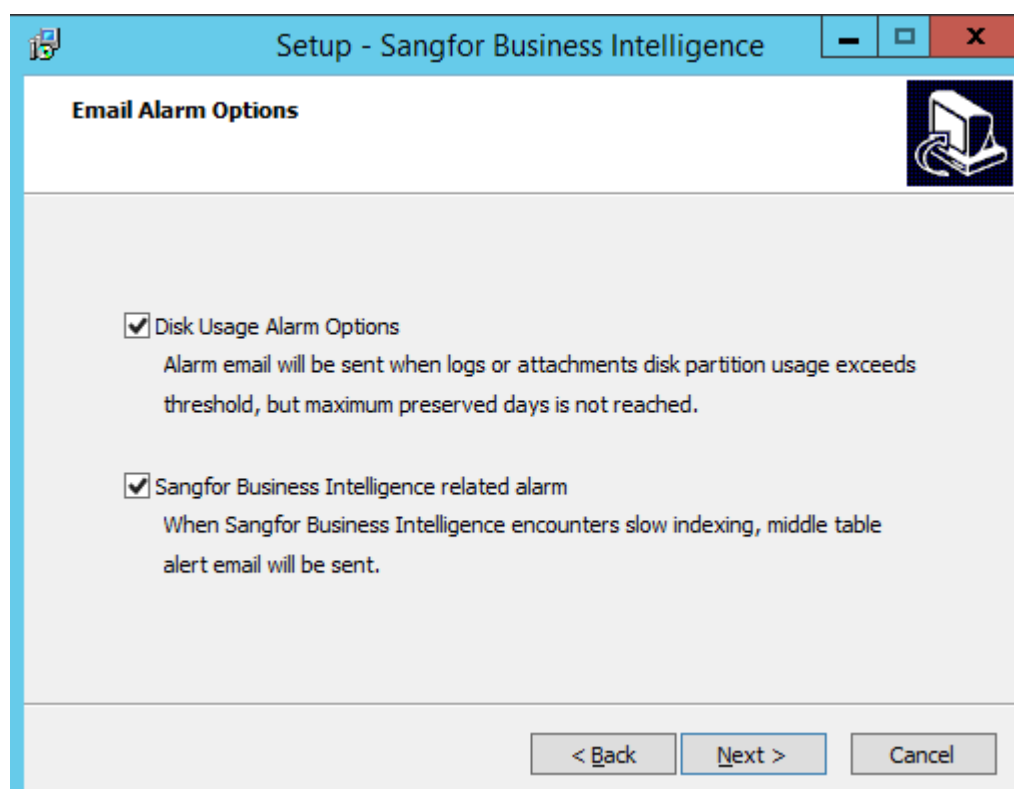 Setup - Sangfor Business Intelligence
Email Alarm Options
Disk Usage Alarm Options
Alarm email will be sent when logs or attachments disk partition usage exceeds
threshold, but maximum preserved days is not reached.
Sangfor Business Intelligence related alarm
When Sangfor Business Intelligence encounters slow indexing, middle table
alert email will be sent.
< Back Next > Cancel